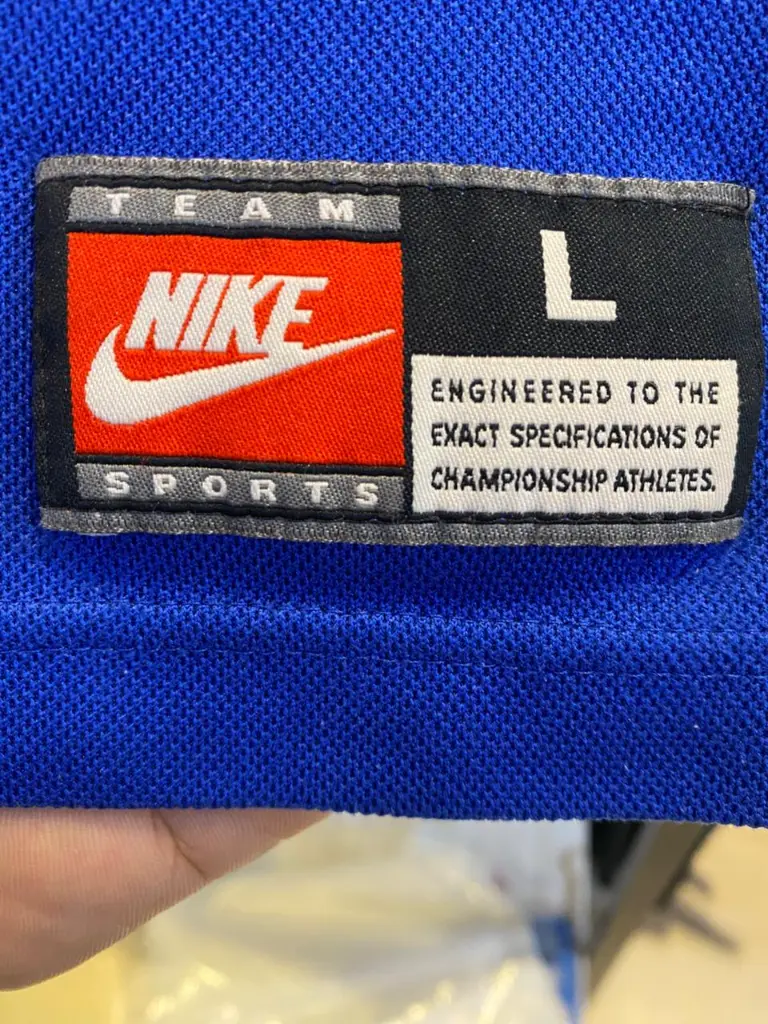 TEAM
NIKE
SPORTS
L
ENGINEERED TO THE
EXACT SPECIFICATIONS OF
CHAMPIONSHIP ATHLETES.